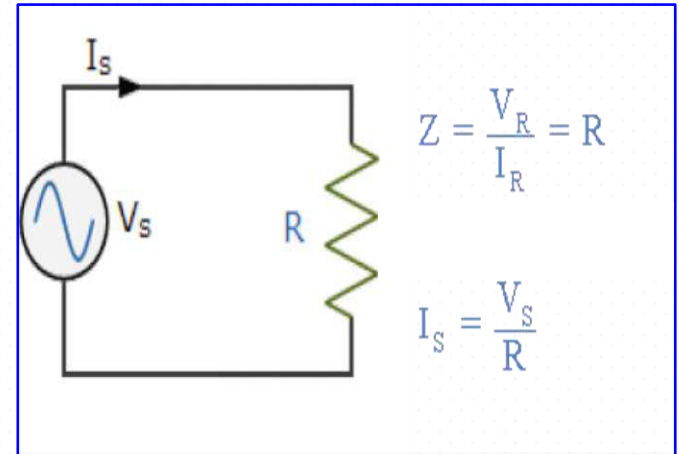 I_S
Z = V_R / I_R = R
V_S
R
I_S = V_S / R